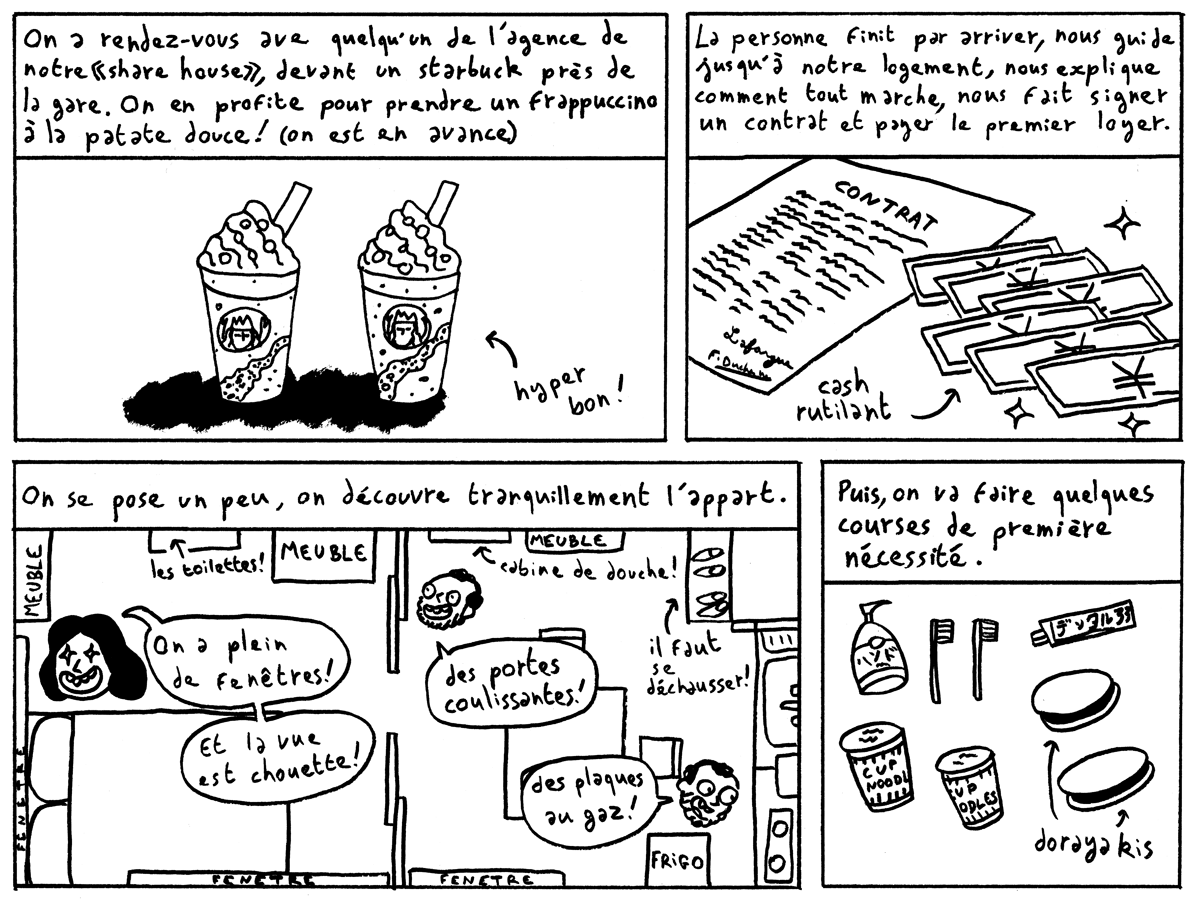 On a rendez-vous ave quelqu'un de l'agence de
notre «share house», devant un starbuck près de
la gare. On en profite pour prendre un frappuccino
à la patate douce! (on est en avance)
hyper
bon!
La personne finit par arriver, nous guide
jusqu'à notre logement, nous explique
comment tout marche, nous fait signer
un contrat et payer le premier loyer.
CONTRAT
Lafargue
cash
rutilant
On se pose un peu, on découvre tranquillement l'appart.
MEUBLE
les toilettes!
MEUBLE
On a plein
de fenêtres!
Et la vue
est chouette!
FENETRE
FENETRE
MEUBLE
cabine de douche!
il faut
se
déchausser!
des portes
coulissantes!
des plaques
au gaz!
FRIGO
FENETRE
Puis, on va faire quelques
courses de première
nécessité.
ハンド
CUP
NOODL
UP
ODLES
dorayakis